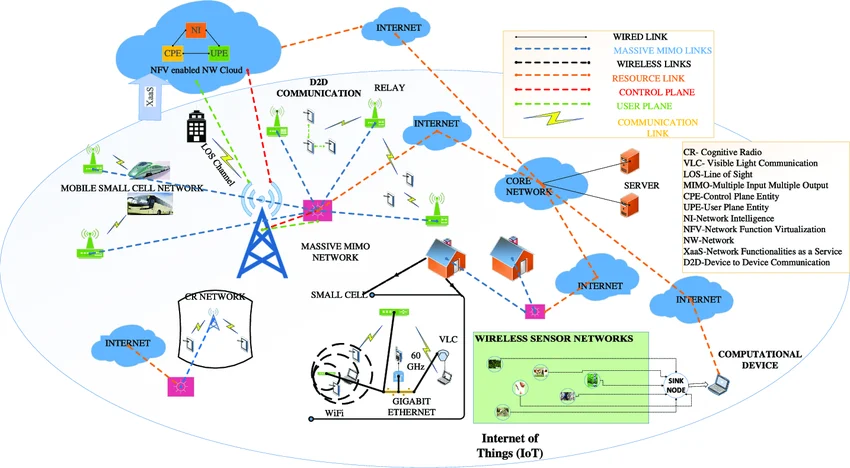 NI
CPE
UPE
NFV enabled NW Cloud
XaaS
INTERNET
WIRED LINK
MASSIVE MIMO LINKS
WIRELESS LINKS
RESOURCE LINK
CONTROL PLANE
USER PLANE
COMMUNICATION
LINK
D2D
COMMUNICATION
RELAY
INTERNET
LOS Channel
MOBILE SMALL CELL NETWORK
CORE
NETWORK
SERVER
CR- Cognitive Radio
VLC- Visible Light Communication
LOS-Line of Sight
MIMO-Multiple Input Multiple Output
CPE-Control Plane Entity
UPE-User Plane Entity
NI-Network Intelligence
NFV-Network Function Virtualization
NW-Network
XaaS-Network Functionalities as a Service
D2D-Device to Device Communication
MASSIVE MIMO
NETWORK
SMALL CELL
INTERNET
INTERNET
CR NETWORK
INTERNET
VLC
60
GHz
WiFi
GIGABIT
ETHERNET
WIRELESS SENSOR NETWORKS
SINK
NODE
COMPUTATIONAL
DEVICE
Internet of
Things (IoT)